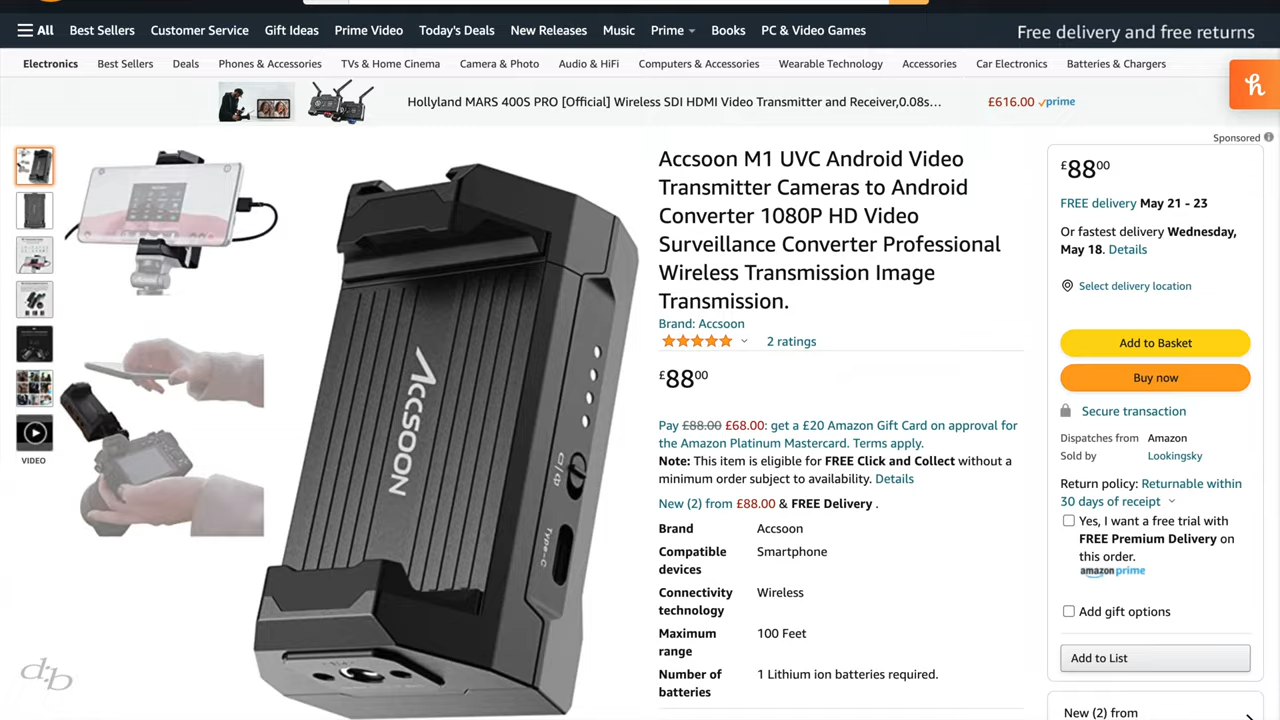 All Best Sellers Customer Service Gift Ideas Prime Video Today's Deals New Releases Music Prime Books PC & Video Games Free delivery and free returns
Electronics Best Sellers Deals Phones & Accessories TVs & Home Cinema Camera & Photo Audio & HiFi Computers & Accessories Wearable Technology Accessories Car Electronics Batteries & Chargers
h
Hollyland MARS 400S PRO [Official] Wireless SDI HDMI Video Transmitter and Receiver,0.08s… £616.00 prime
Sponsored
VIDEO
ACCSOON
Type-C
Accsoon M1 UVC Android Video
Transmitter Cameras to Android
Converter 1080P HD Video
Surveillance Converter Professional
Wireless Transmission Image
Transmission.
Brand: Accsoon
2 ratings
£8800
Pay £88.00 £68.00: get a £20 Amazon Gift Card on approval for
the Amazon Platinum Mastercard. Terms apply.
Note: This item is eligible for FREE Click and Collect without a
minimum order subject to availability. Details
New (2) from £88.00 & FREE Delivery .
Brand Accsoon
Compatible devices Smartphone
Connectivity technology Wireless
Maximum range 100 Feet
Number of batteries 1 Lithium ion batteries required.
£8800
FREE delivery May 21 - 23
Or fastest delivery Wednesday,
May 18. Details
Select delivery location
Add to Basket
Buy now
Secure transaction
Dispatches from Amazon
Sold by Lookingsky
Return policy: Returnable within
30 days of receipt
Yes, I want a free trial with
FREE Premium Delivery on
this order.
amazon prime
Add gift options
Add to List
New (2) from
d:b